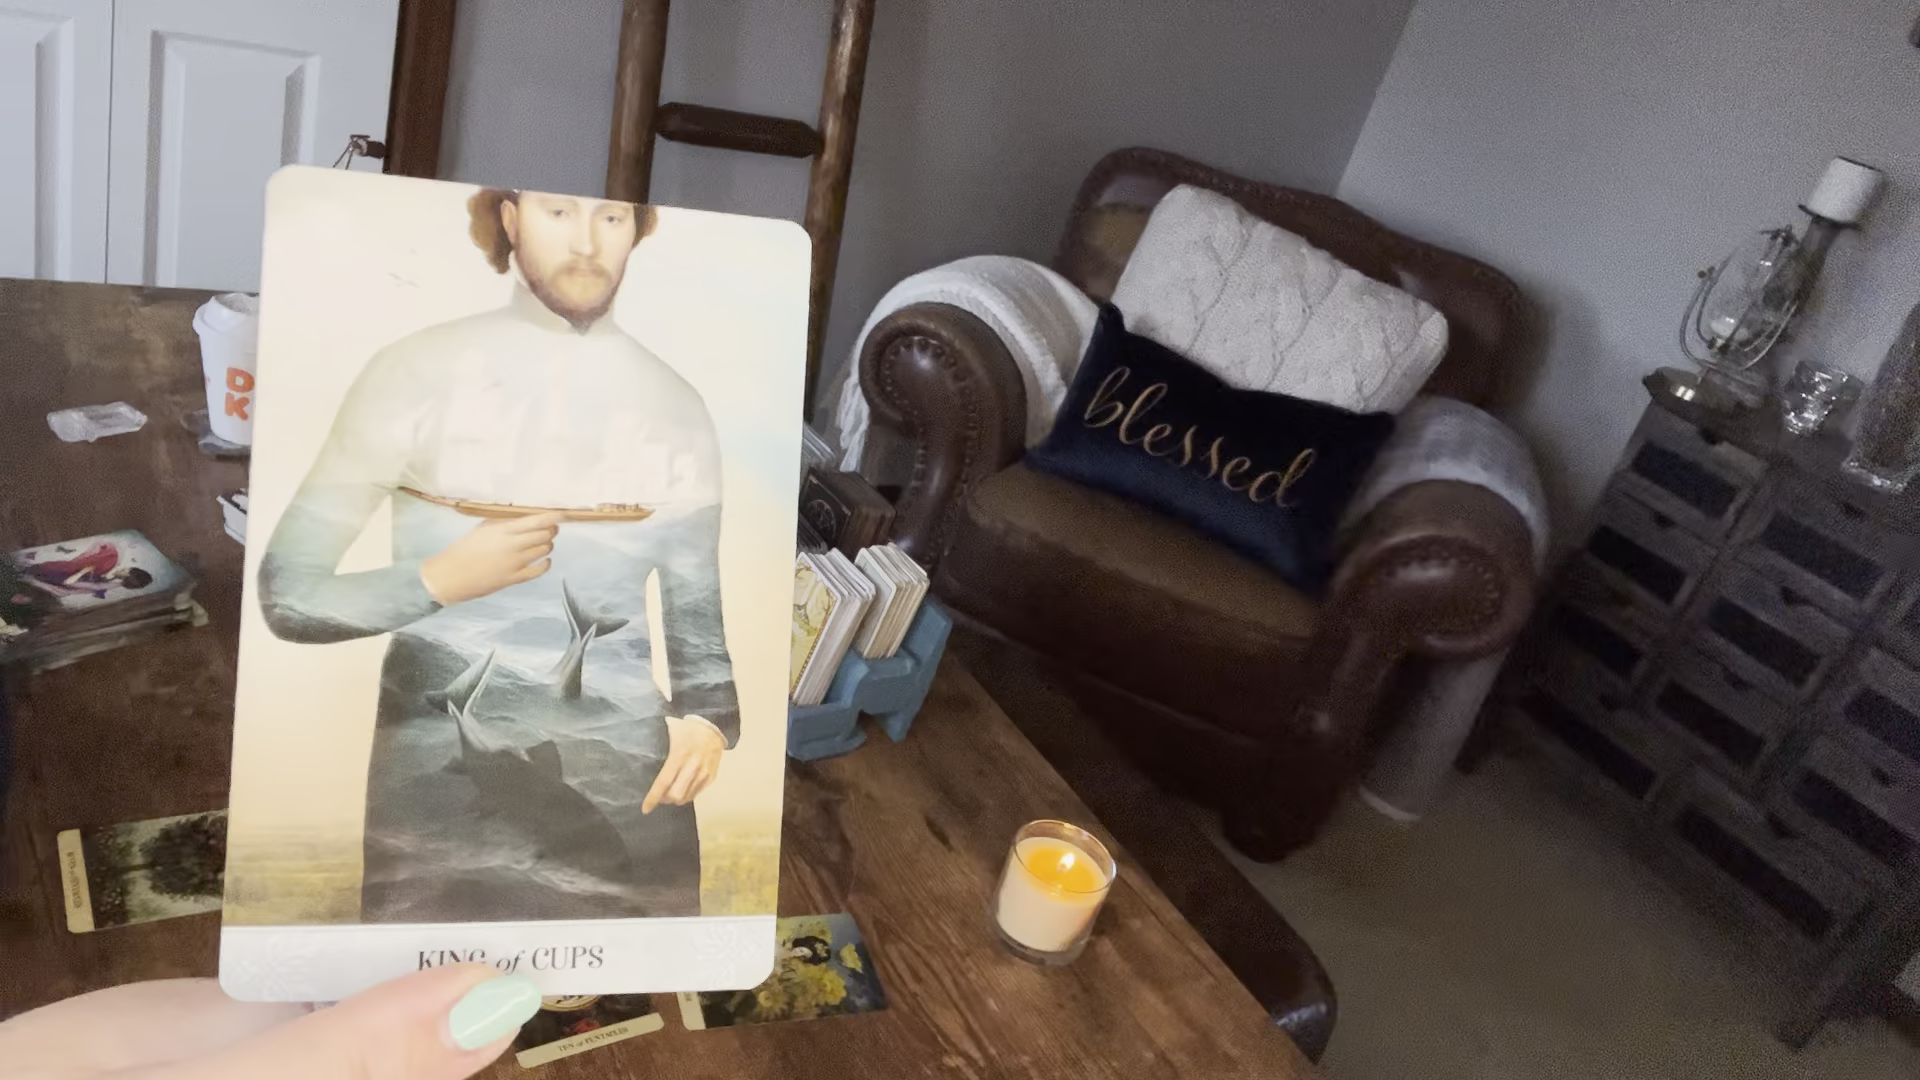 D
K
blessed
KING of CUPS
TEN of PENTACLES